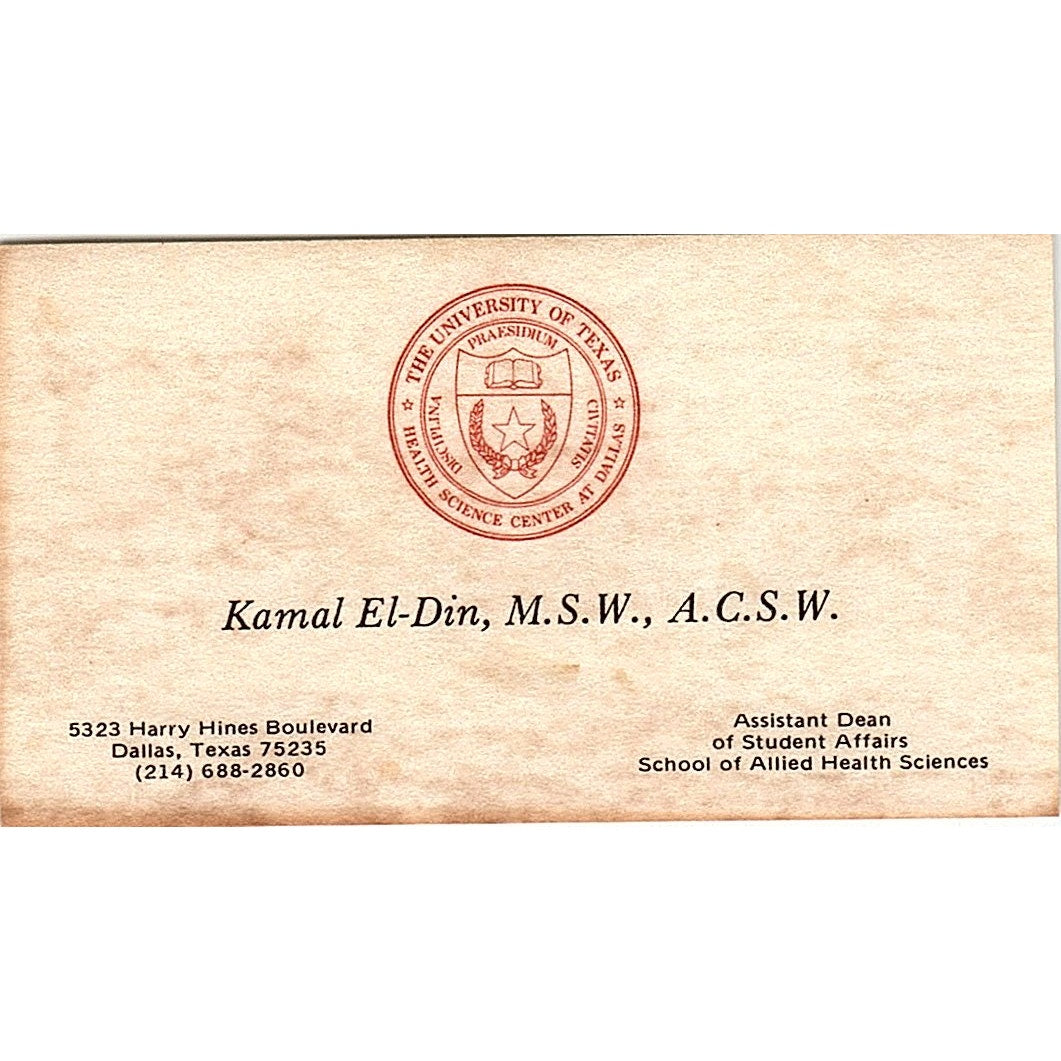 THE UNIVERSITY OF TEXAS
HEALTH SCIENCE CENTER AT DALLAS
PRAESIDIUM
CIVITATIS
DISCIPLINA
Kamal El-Din, M.S.W., A.C.S.W.
5323 Harry Hines Boulevard
Dallas, Texas 75235
(214) 688-2860
Assistant Dean
of Student Affairs
School of Allied Health Sciences